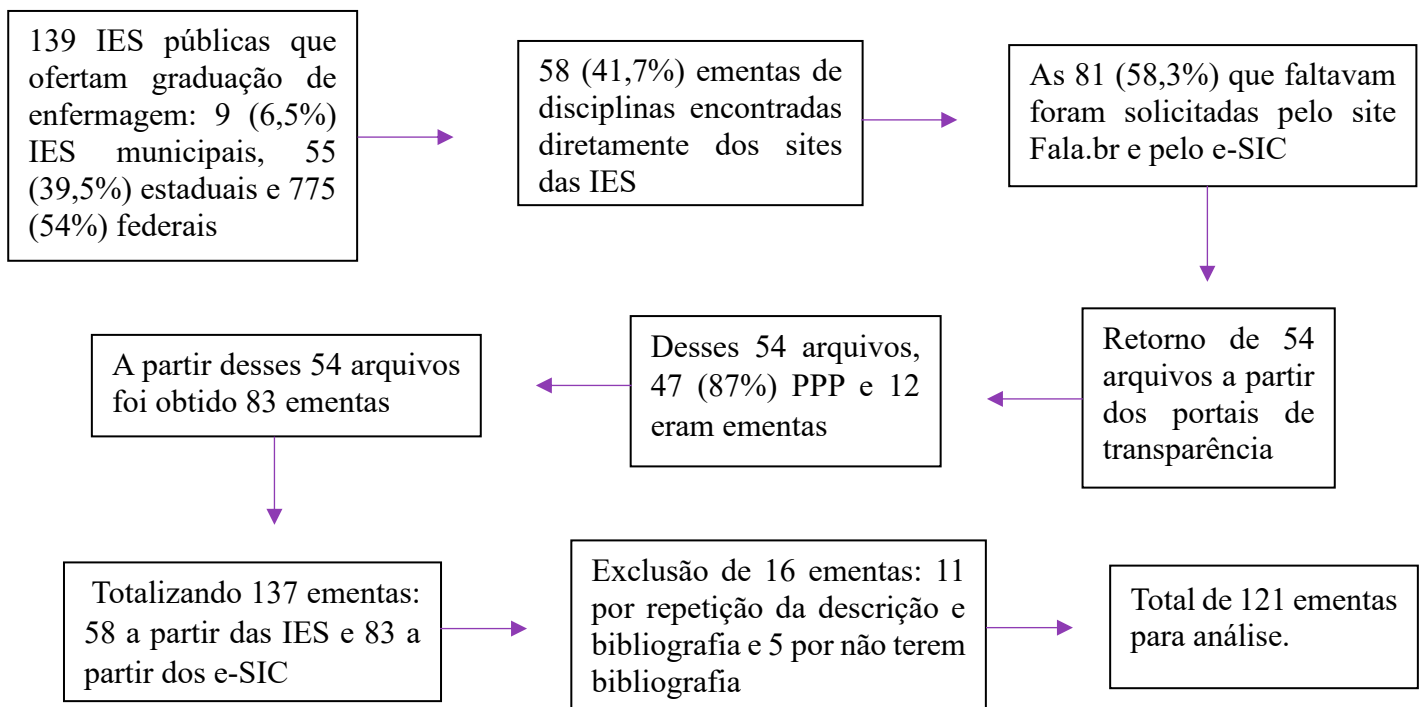 139 IES públicas que
ofertam graduação de
enfermagem: 9 (6,5%)
IES municipais, 55
(39,5%) estaduais e 775
(54%) federais
58 (41,7%) ementas de
disciplinas encontradas
diretamente dos sites
das IES
As 81 (58,3%) que faltavam
foram solicitadas pelo site
Fala.br e pelo e-SIC
Retorno de 54
arquivos a partir
dos portais de
transparência
Desses 54 arquivos,
47 (87%) PPP e 12
eram ementas
A partir desses 54 arquivos
foi obtido 83 ementas
Totalizando 137 ementas:
58 a partir das IES e 83 a
partir dos e-SIC
Exclusão de 16 ementas: 11
por repetição da descrição e
bibliografia e 5 por não terem
bibliografia
Total de 121 ementas
para análise.